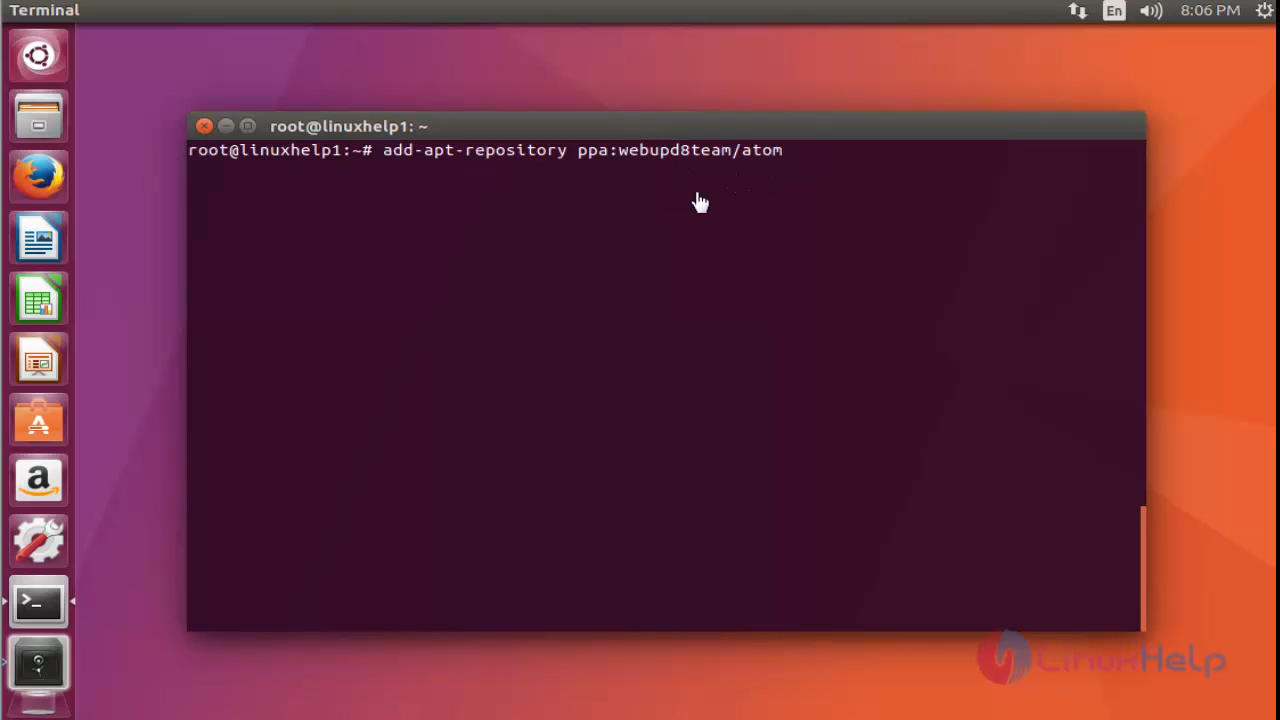 Terminal
En
8:06 PM
root@linuxhelp1: ~
root@linuxhelp1:~# add-apt-repository ppa:webupd8team/atom
LinuxHelp